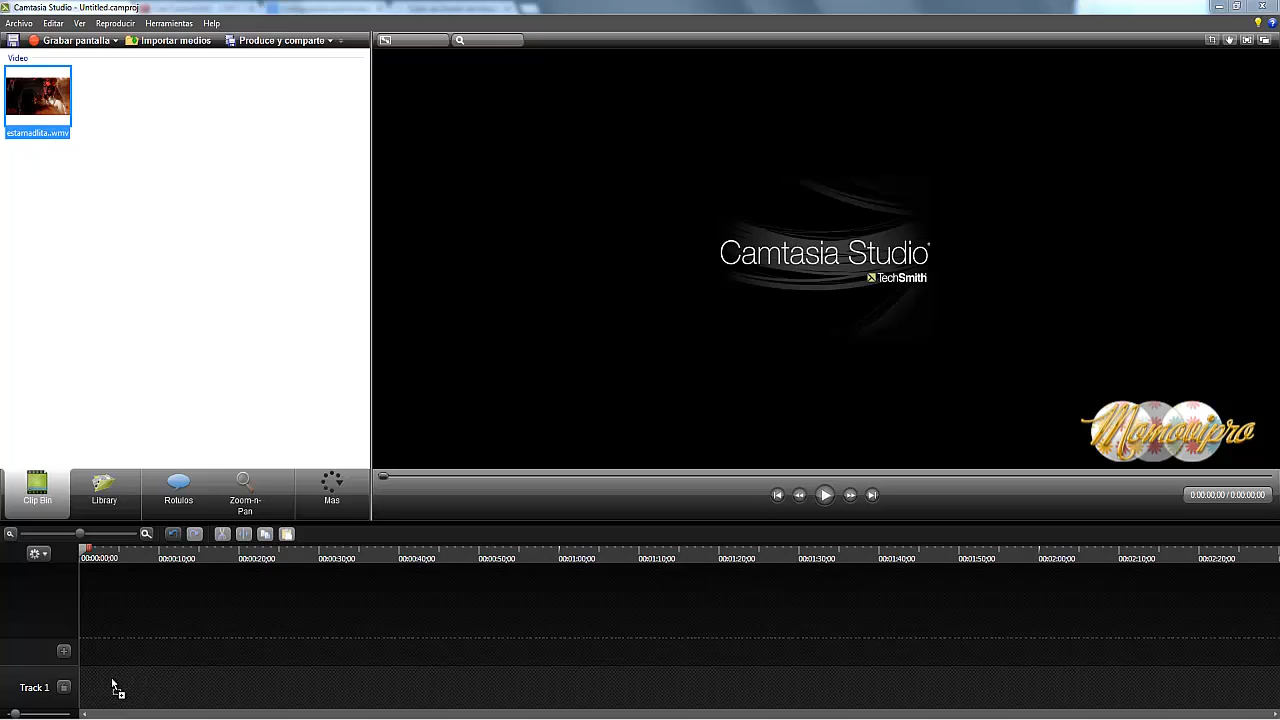 Camtasia Studio - Untitled.camproj
Archivo Editar Ver Reproducir Herramientas Help
Grabar pantalla Importar medios Produce y comparte
Video
estamadlita..wmv
Camtasia Studio
TechSmith
Monovipro
Clip Bin Library Rotulos Zoom-n-Pan Mas
0:00:00;00 / 0:00:00;00
00:00:00;00 00:00:10;00 00:00:20;00 00:00:30;00 00:00:40;00 00:00:50;00 00:01:00;00 00:01:10;00 00:01:20;00 00:01:30;00 00:01:40;00 00:01:50;00 00:02:00;00 00:02:10;00 00:02:20;00
Track 1